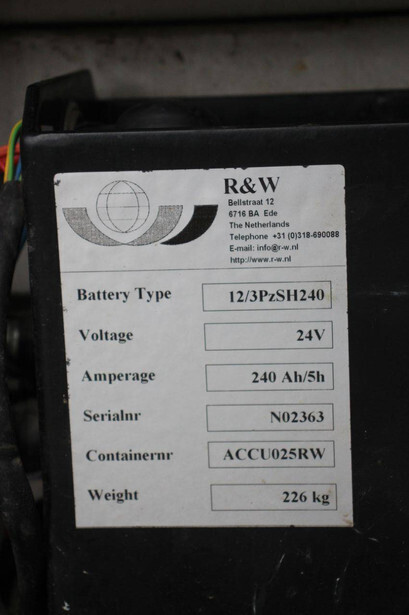 R&W
Bellstraat 12
6716 BA Ede
The Netherlands
Telephone +31 (0)318-690088
E-mail: info@r-w.nl
http://www.r-w.nl
Battery Type 12/3PzSH240
Voltage 24V
Amperage 240 Ah/5h
Serialnr N02363
Containernr ACCU025RW
Weight 226 kg